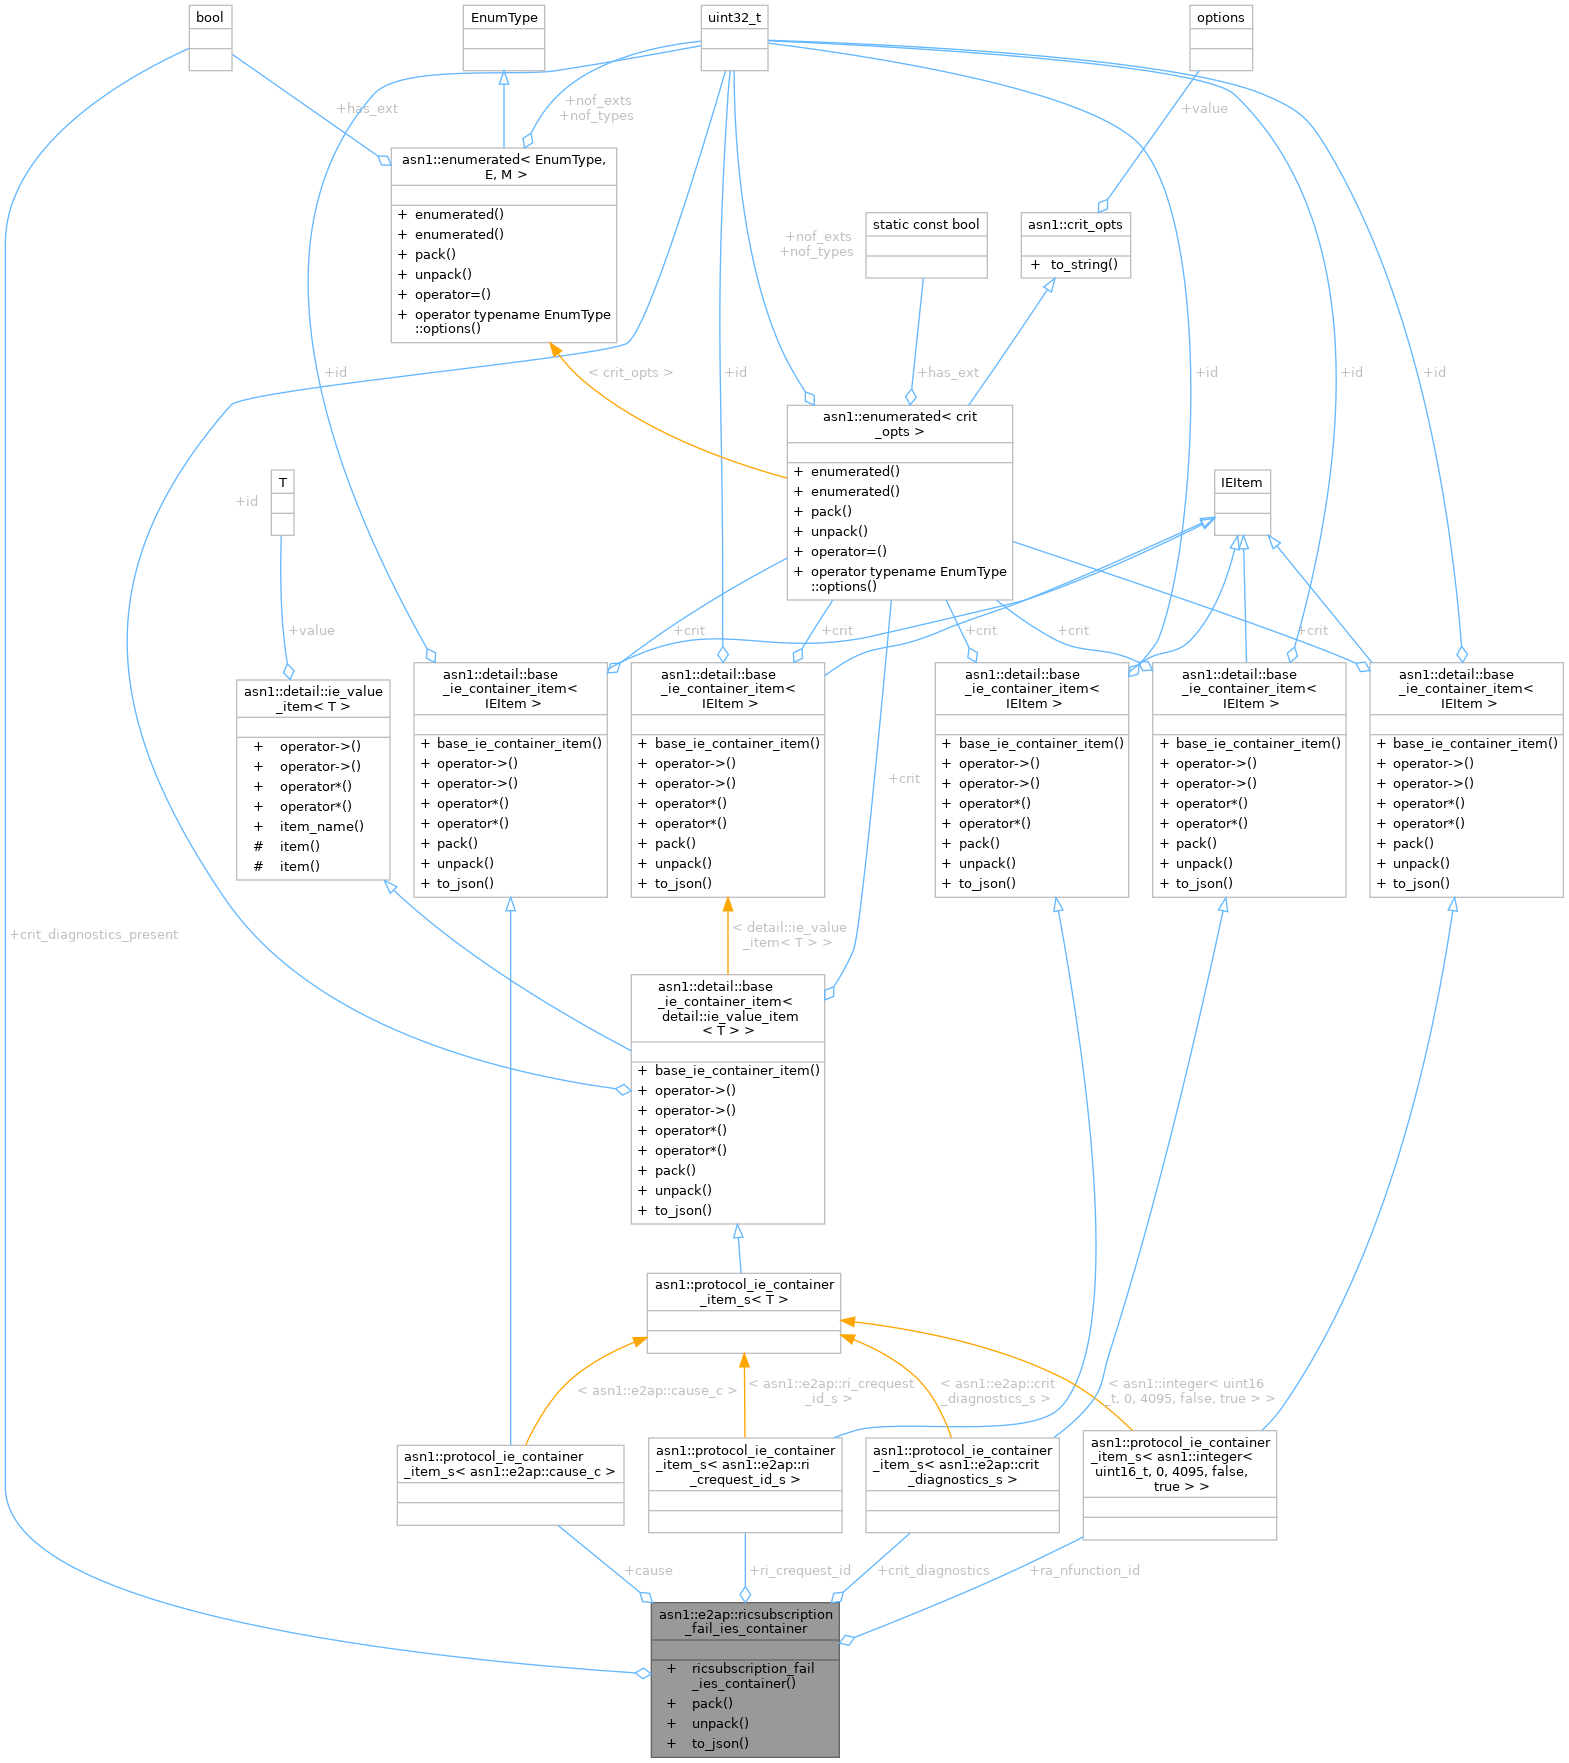 bool
EnumType
uint32_t
options
+has_ext
+nof_exts
+nof_types
+value
asn1::enumerated< EnumType,
E, M >
+ enumerated()
+ enumerated()
+ pack()
+ unpack()
+ operator=()
+ operator typename EnumType
::options()
+nof_exts
+nof_types
static const bool
asn1::crit_opts
+ to_string()
+id
< crit_opts >
+id
+has_ext
+id
+id
+id
asn1::enumerated< crit
_opts >
+ enumerated()
+ enumerated()
+ pack()
+ unpack()
+ operator=()
+ operator typename EnumType
::options()
+id
T
IEItem
+value
+crit
+crit
+crit
+crit
+crit
asn1::detail::ie_value
_item< T >
+ operator->()
+ operator->()
+ operator*()
+ operator*()
+ item_name()
# item()
# item()
asn1::detail::base
_ie_container_item<
IEItem >
+ base_ie_container_item()
+ operator->()
+ operator->()
+ operator*()
+ operator*()
+ pack()
+ unpack()
+ to_json()
asn1::detail::base
_ie_container_item<
IEItem >
+ base_ie_container_item()
+ operator->()
+ operator->()
+ operator*()
+ operator*()
+ pack()
+ unpack()
+ to_json()
+crit
asn1::detail::base
_ie_container_item<
IEItem >
+ base_ie_container_item()
+ operator->()
+ operator->()
+ operator*()
+ operator*()
+ pack()
+ unpack()
+ to_json()
asn1::detail::base
_ie_container_item<
IEItem >
+ base_ie_container_item()
+ operator->()
+ operator->()
+ operator*()
+ operator*()
+ pack()
+ unpack()
+ to_json()
asn1::detail::base
_ie_container_item<
IEItem >
+ base_ie_container_item()
+ operator->()
+ operator->()
+ operator*()
+ operator*()
+ pack()
+ unpack()
+ to_json()
+crit_diagnostics_present
< detail::ie_value
_item< T > >
asn1::detail::base
_ie_container_item<
detail::ie_value_item
< T > >
+ base_ie_container_item()
+ operator->()
+ operator->()
+ operator*()
+ operator*()
+ pack()
+ unpack()
+ to_json()
asn1::protocol_ie_container
_item_s< T >
< asn1::e2ap::cause_c >
< asn1::e2ap::ri_crequest
_id_s >
< asn1::e2ap::crit
_diagnostics_s >
< asn1::integer< uint16
_t, 0, 4095, false, true > >
asn1::protocol_ie_container
_item_s< asn1::e2ap::cause_c >
asn1::protocol_ie_container
_item_s< asn1::e2ap::ri
_crequest_id_s >
asn1::protocol_ie_container
_item_s< asn1::e2ap::crit
_diagnostics_s >
asn1::protocol_ie_container
_item_s< asn1::integer<
uint16_t, 0, 4095, false,
true > >
+cause
+ri_crequest_id
+crit_diagnostics
+ra_nfunction_id
asn1::e2ap::ricsubscription
_fail_ies_container
+ ricsubscription_fail
_ies_container()
+ pack()
+ unpack()
+ to_json()